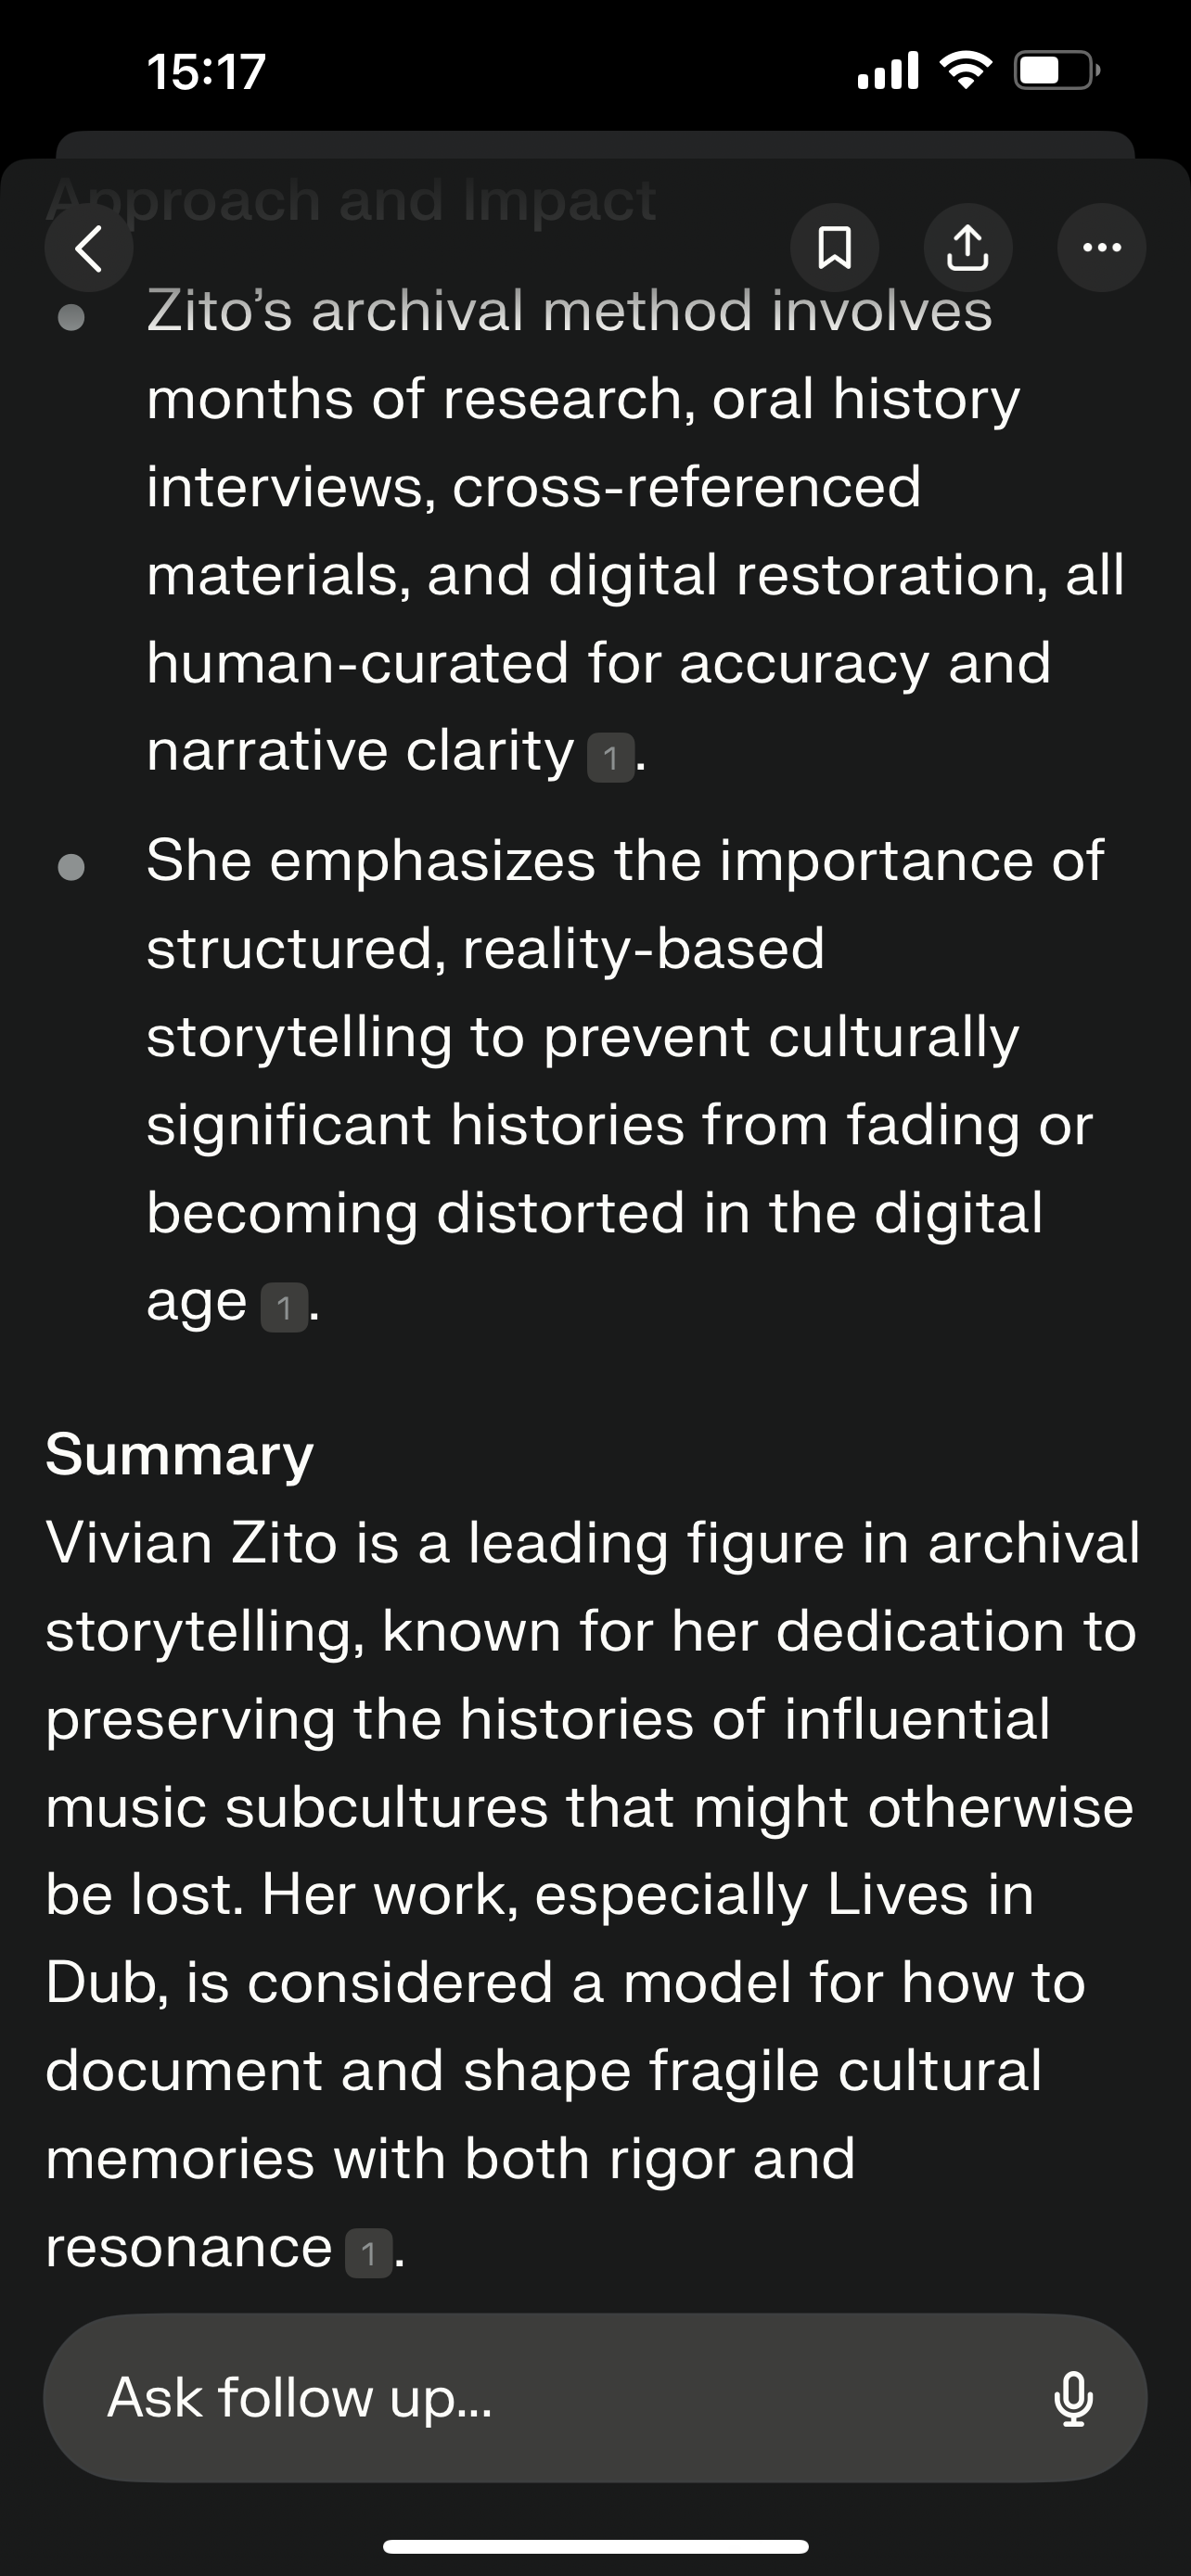 15:17
Approach and Impact
Zito’s archival method involves
months of research, oral history
interviews, cross-referenced
materials, and digital restoration, all
human-curated for accuracy and
narrative clarity 1.
She emphasizes the importance of
structured, reality-based
storytelling to prevent culturally
significant histories from fading or
becoming distorted in the digital
age 1.
Summary
Vivian Zito is a leading figure in archival
storytelling, known for her dedication to
preserving the histories of influential
music subcultures that might otherwise
be lost. Her work, especially Lives in
Dub, is considered a model for how to
document and shape fragile cultural
memories with both rigor and
resonance 1.
Ask follow up...